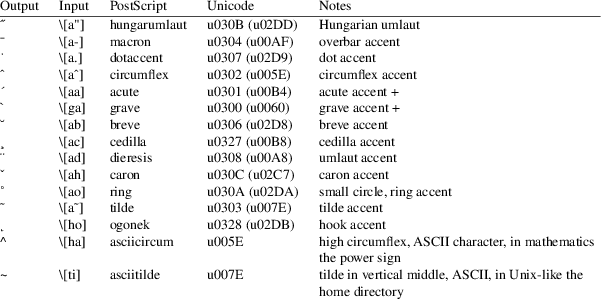 Output Input PostScript Unicode Notes
˝ \[a"] hungarumlaut u030B (u02DD) Hungarian umlaut
¯ \[a-] macron u0304 (u00AF) overbar accent
˙ \[a.] dotaccent u0307 (u02D9) dot accent
ˆ \[aˆ] circumflex u0302 (u005E) circumflex accent
´ \[aa] acute u0301 (u00B4) acute accent +
` \[ga] grave u0300 (u0060) grave accent +
˘ \[ab] breve u0306 (u02D8) breve accent
¸ \[ac] cedilla u0327 (u00B8) cedilla accent
¨ \[ad] dieresis u0308 (u00A8) umlaut accent
ˇ \[ah] caron u030C (u02C7) caron accent
˚ \[ao] ring u030A (u02DA) small circle, ring accent
˜ \[a˜] tilde u0303 (u007E) tilde accent
˛ \[ho] ogonek u0328 (u02DB) hook accent
^ \[ha] asciicircum u005E high circumflex, ASCII character, in mathematics
the power sign
~ \[ti] asciitilde u007E tilde in vertical middle, ASCII, in Unix-like the
home directory